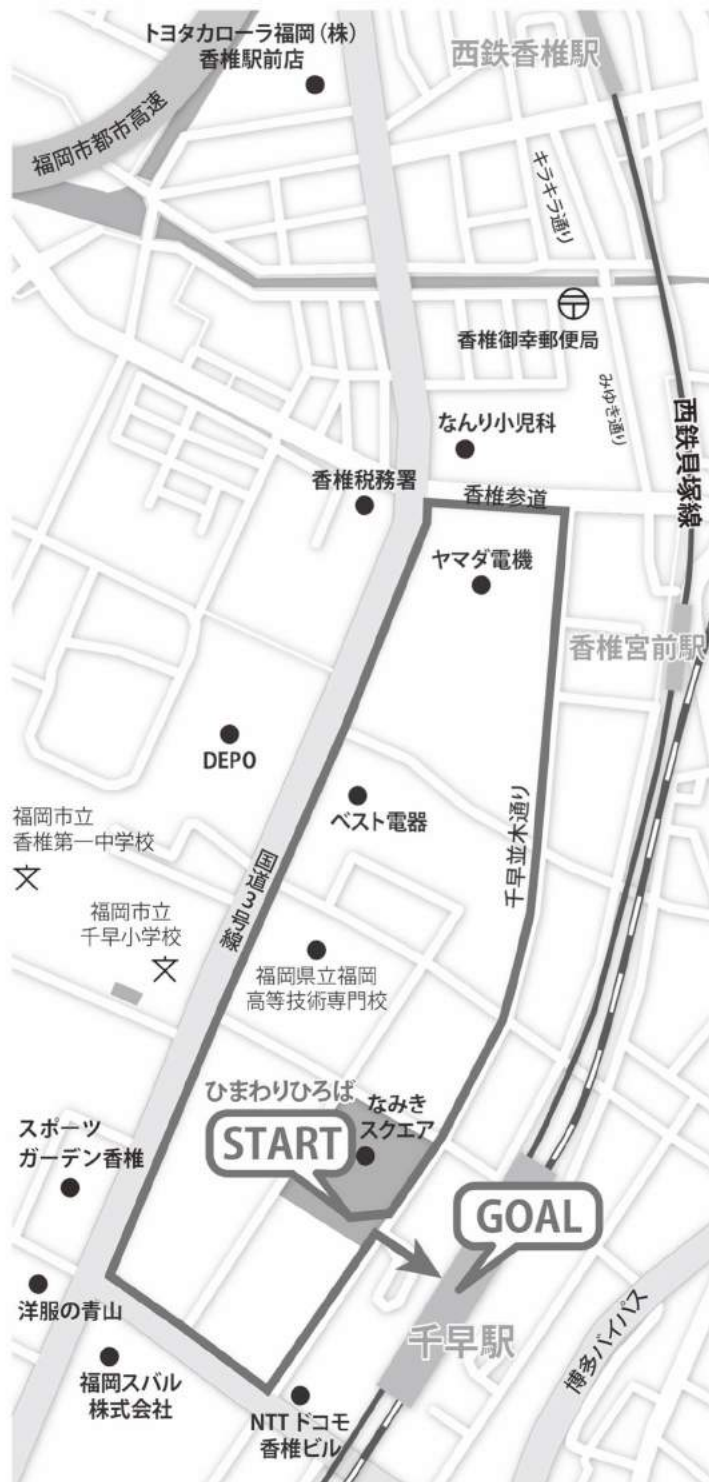 トヨタカローラ福岡(株)
香椎駅前店
西鉄香椎駅
福岡市都市高速
キラキラ通り
香椎御幸郵便局
みゆき通り
西鉄貝塚線
なんり小児科
香椎税務署
香椎参道
ヤマダ電機
香椎宮前駅
DEPO
ベスト電器
千早並木通り
福岡市立
香椎第一中学校
国道3号線
福岡市立
千早小学校
福岡県立福岡
高等技術専門校
ひまわりひろば
なみき
スクエア
START
スポーツ
ガーデン香椎
GOAL
洋服の青山
千早駅
博多バイパス
福岡スバル
株式会社
NTTドコモ
香椎ビル